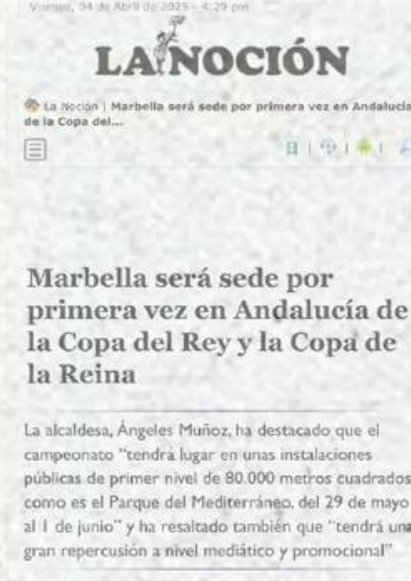 Viernes, 04 de Abril de 2025 - 4:29 pm
LA NOCIÓN
La Noción | Marbella será sede por primera vez en Andalucía
de la Copa del...
Marbella será sede por
primera vez en Andalucía de
la Copa del Rey y la Copa de
la Reina
La alcaldesa, Ángeles Muñoz, ha destacado que el
campeonato “tendrá lugar en unas instalaciones
públicas de primer nivel de 80.000 metros cuadrados
como es el Parque del Mediterráneo, del 29 de mayo
al 1 de junio” y ha resaltado también que “tendrá una
gran repercusión a nivel mediático y promocional”